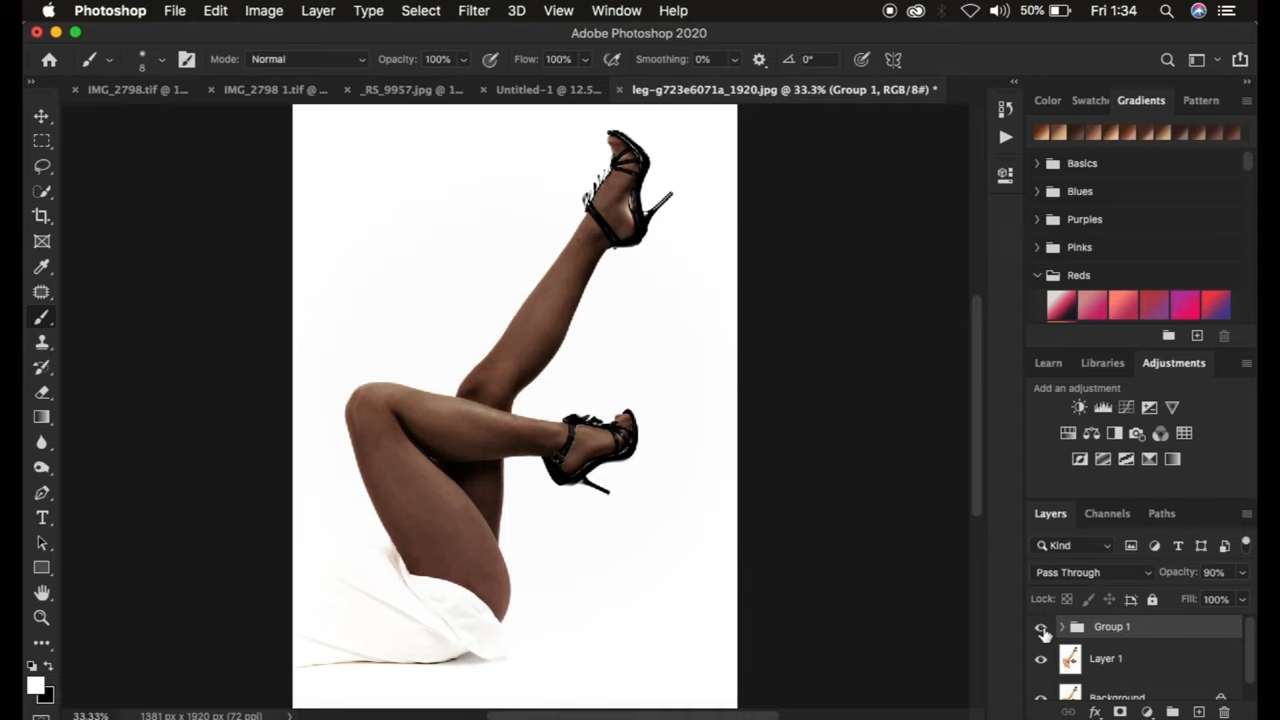 Photoshop File Edit Image Layer Type Select Filter 3D View Window Help 50% Fri 1:34
Adobe Photoshop 2020
8 Mode: Normal Opacity: 100% Flow: 100% Smoothing: 0% 0°
IMG_2798.tif @ 1... IMG_2798 1.tif @ ... _RS_9957.jpg @ 1... Untitled-1 @ 12.5... leg-g723e6071a_1920.jpg @ 33.3% (Group 1, RGB/8#) *
Color Swatche Gradients Pattern
Basics
Blues
Purples
Pinks
Reds
Learn Libraries Adjustments
Add an adjustment
Layers Channels Paths
Kind
Pass Through Opacity: 90%
Lock: Fill: 100%
Group 1
Layer 1
Background
33.33% 1381 px x 1920 px (72 ppi)
fx